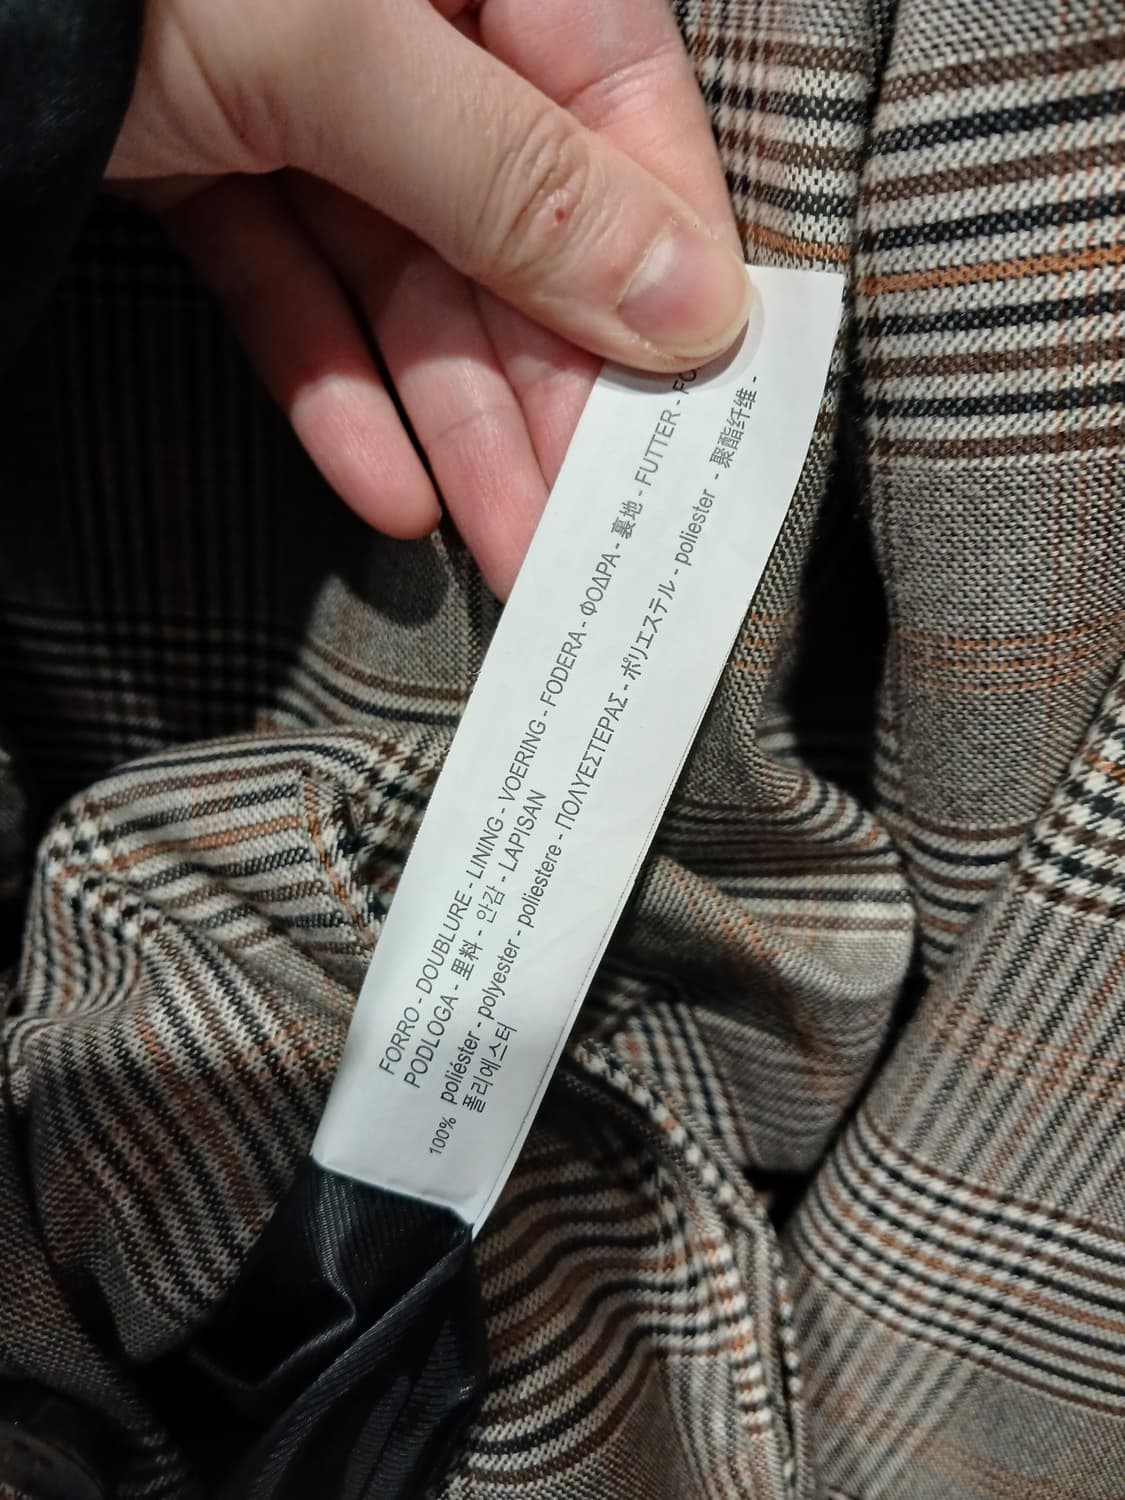 FORRO - DOUBLURE - LINING - VOERING - FODERA - ΦΟΔΡΑ - 裏地 - FUTTER -
PODLOGA - 里料 - 안감 - LAPISAN
100% poliéster - polyester - poliestere - ΠΟΛΥΕΣΤΕΡΑΣ - ポリエステル - poliester - 聚酯纤维 -
폴리에스터